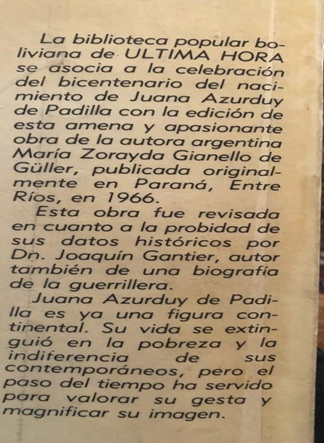 La biblioteca popular bo-
liviana de ULTIMA HORA
se asocia a la celebración
del bicentenario del naci-
miento de Juana Azurduy
de Padilla con la edición de
esta amena y apasionante
obra de la autora argentina
María Zorayda Gianello de
Güller, publicada original-
mente en Paraná, Entre
Ríos, en 1966.
Esta obra fue revisada
en cuanto a la probidad de
sus datos históricos por
Dn. Joaquín Gantier, autor
también de una biografía
de la guerrillera.
Juana Azurduy de Padi-
lla es ya una figura con-
tinental. Su vida se extin-
guió en la pobreza y la
indiferencia de sus
contemporáneos, pero el
paso del tiempo ha servido
para valorar su gesta y
magnificar su imagen.